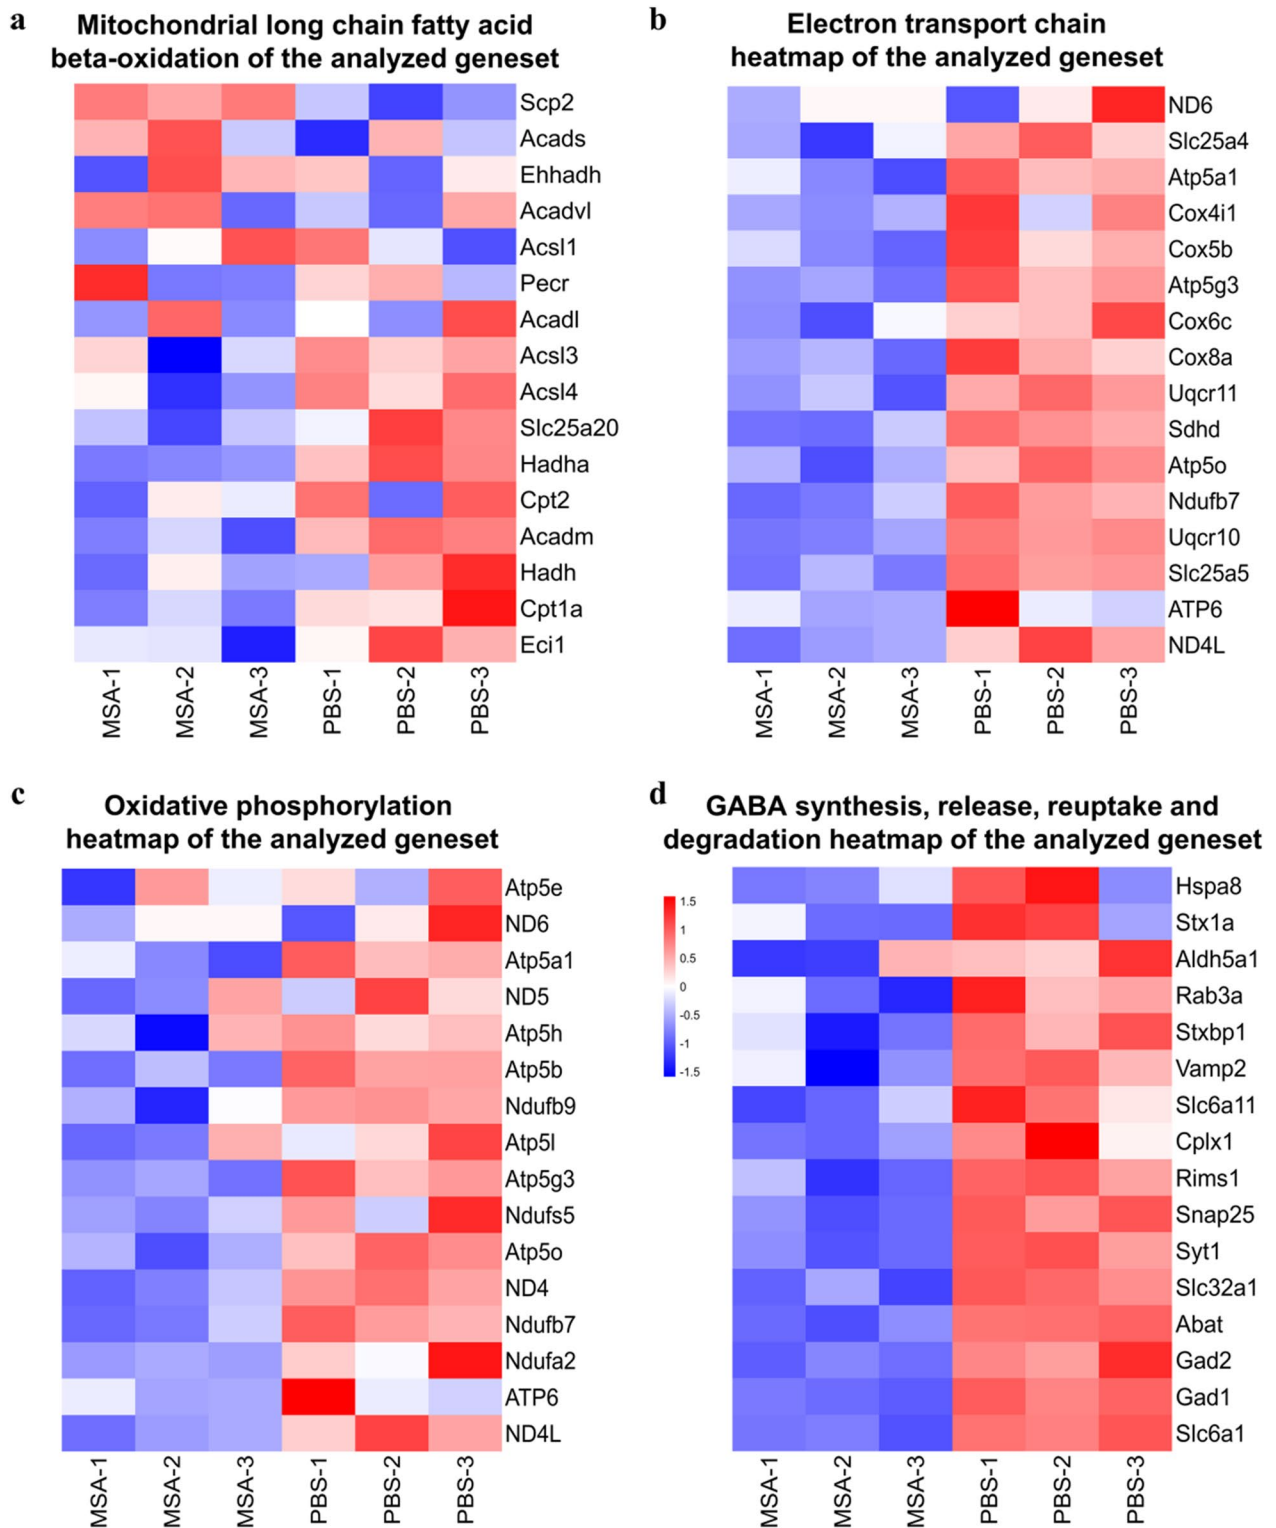 a
Mitochondrial long chain fatty acid
beta-oxidation of the analyzed geneset
Scp2
Acads
Ehhadh
Acadvl
Acsl1
Pecr
Acadl
Acsl3
Acsl4
Slc25a20
Hadha
Cpt2
Acadm
Hadh
Cpt1a
Eci1
MSA-1
MSA-2
MSA-3
PBS-1
PBS-2
PBS-3
b
Electron transport chain
heatmap of the analyzed geneset
ND6
Slc25a4
Atp5a1
Cox4i1
Cox5b
Atp5g3
Cox6c
Cox8a
Uqcr11
Sdhd
Atp5o
Ndufb7
Uqcr10
Slc25a5
ATP6
ND4L
MSA-1
MSA-2
MSA-3
PBS-1
PBS-2
PBS-3
c
Oxidative phosphorylation
heatmap of the analyzed geneset
Atp5e
ND6
Atp5a1
ND5
Atp5h
Atp5b
Ndufb9
Atp5l
Atp5g3
Ndufs5
Atp5o
ND4
Ndufb7
Ndufa2
ATP6
ND4L
MSA-1
MSA-2
MSA-3
PBS-1
PBS-2
PBS-3
d
GABA synthesis, release, reuptake and
degradation heatmap of the analyzed geneset
1.5
1
0.5
0
-0.5
-1
-1.5
Hspa8
Stx1a
Aldh5a1
Rab3a
Stxbp1
Vamp2
Slc6a11
Cplx1
Rims1
Snap25
Syt1
Slc32a1
Abat
Gad2
Gad1
Slc6a1
MSA-1
MSA-2
MSA-3
PBS-1
PBS-2
PBS-3